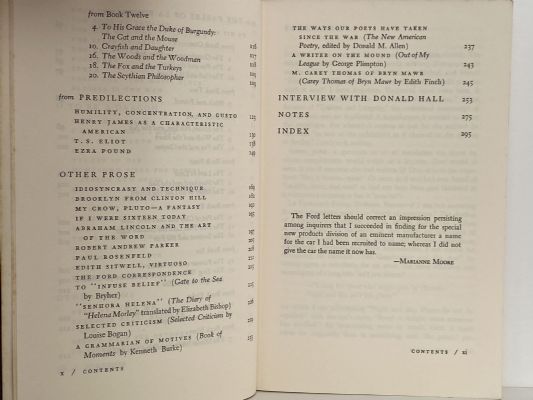 from Book Twelve
4. To His Grace the Duke of Burgundy:
The Cat and the Mouse 116
10. Crayfish and Daughter
16. The Woods and the Woodman 118
18. The Fox and the Turkeys
20. The Scythian Philosopher
from PREDILECTIONS
HUMILITY, CONCENTRATION, AND GUSTO 123
HENRY JAMES AS A CHARACTERISTIC
AMERICAN 130
T. S. ELIOT 138
EZRA POUND 149
OTHER PROSE
IDIOSYNCRASY AND TECHNIQUE 169
BROOKLYN FROM CLINTON HILL 182
MY CROW, PLUTO—A FANTASY
IF I WERE SIXTEEN TODAY 195
ABRAHAM LINCOLN AND THE ART
OF THE WORD 197
ROBERT ANDREW PARKER
PAUL ROSENFELD
EDITH SITWELL, VIRTUOSO
THE FORD CORRESPONDENCE 215
TO "INFUSE BELIEF" (Gate to the Sea
by Bryher)
"SENHORA HELENA" (The Diary of
"Helena Morley" translated by Elizabeth Bishop)
SELECTED CRITICISM (Selected Criticism by
Louise Bogan)
A GRAMMARIAN OF MOTIVES (Book of
Moments by Kenneth Burke)
x / CONTENTS
THE WAYS OUR POETS HAVE TAKEN
SINCE THE WAR (The New American
Poetry, edited by Donald M. Allen) 237
A WRITER ON THE MOUND (Out of My
League by George Plimpton) 243
M. CAREY THOMAS OF BRYN MAWR
(Carey Thomas of Bryn Mawr by Edith Finch) 245
INTERVIEW WITH DONALD HALL 253
NOTES 275
INDEX 295
The Ford letters should correct an impression persisting
among inquirers that I succeeded in finding for the special
new products division of an eminent manufacturer a name
for the car I had been recruited to name; whereas I did not
give the car the name it now has.
—MARIANNE MOORE
CONTENTS / xi